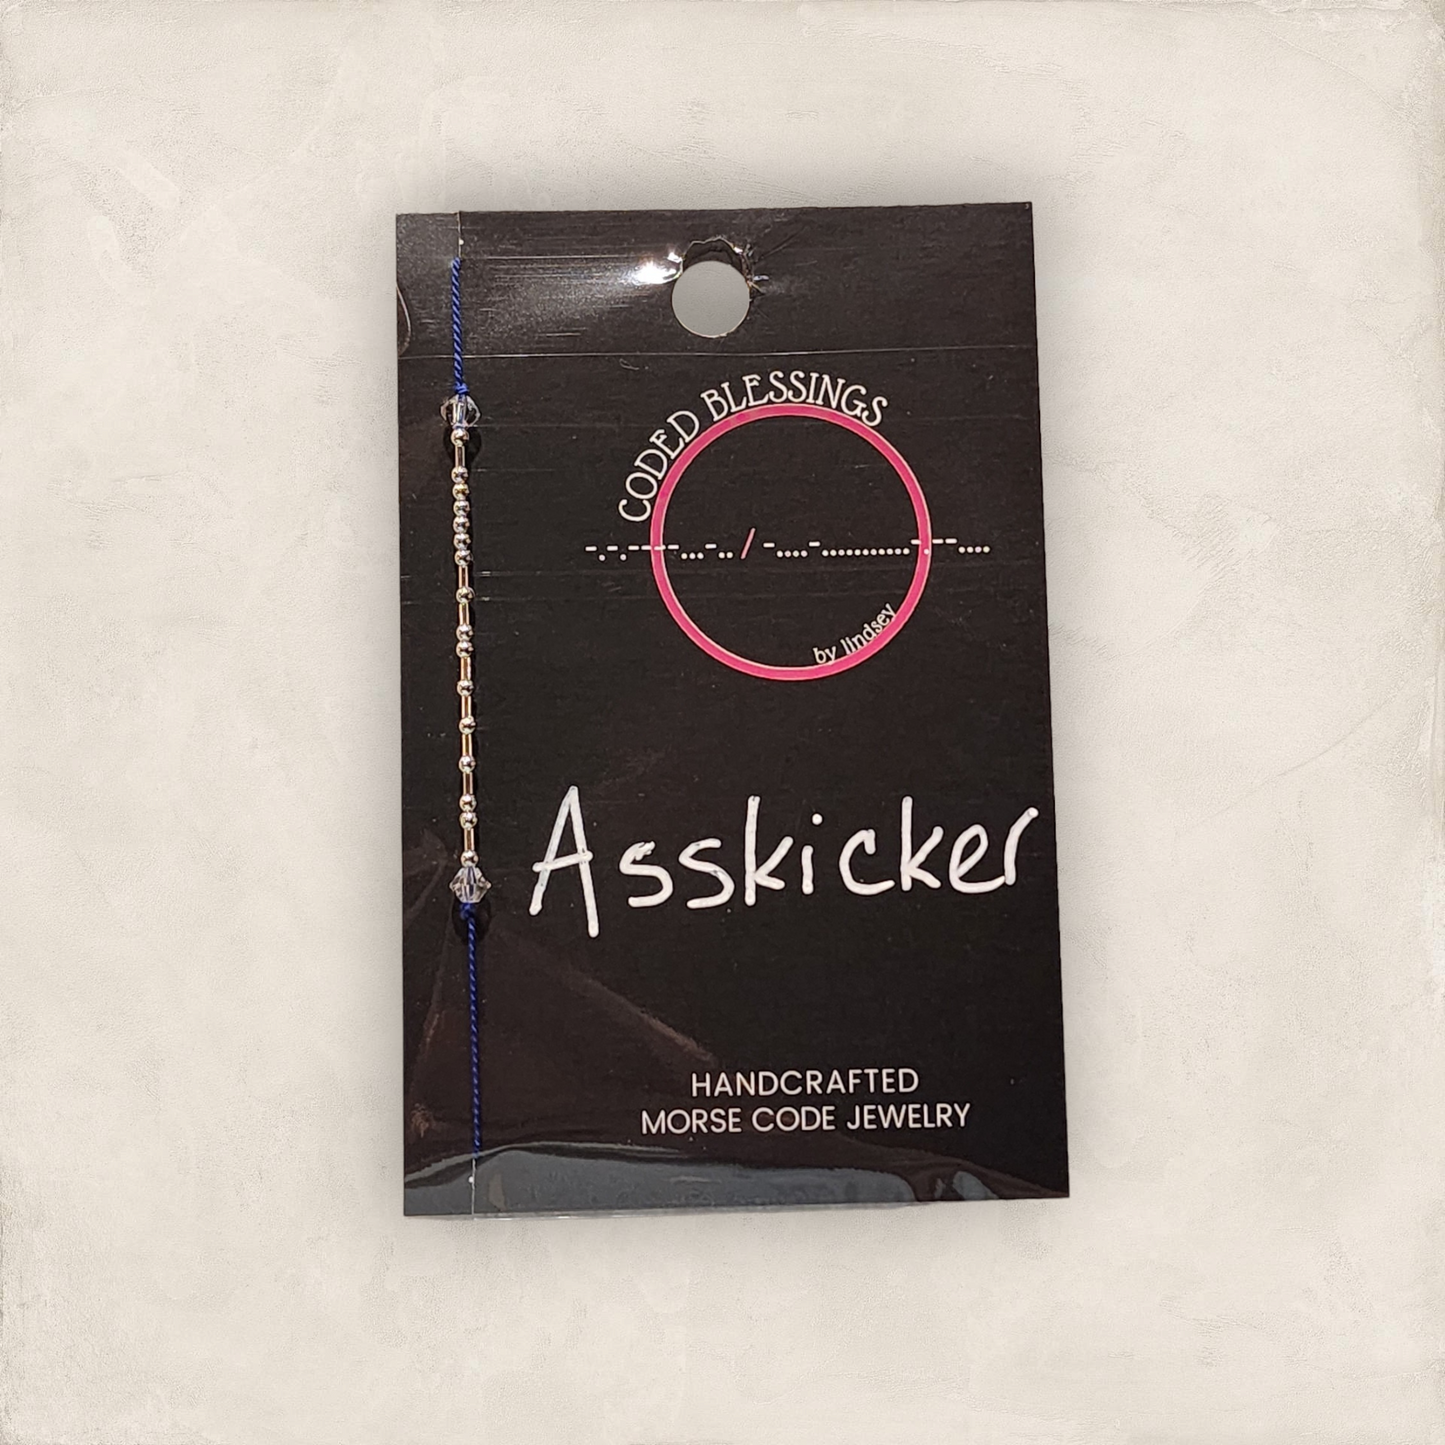 CODED BLESSINGS
-.-.----...-../-....-............---....
by lindsey
Asskicker
HANDCRAFTED
MORSE CODE JEWELRY